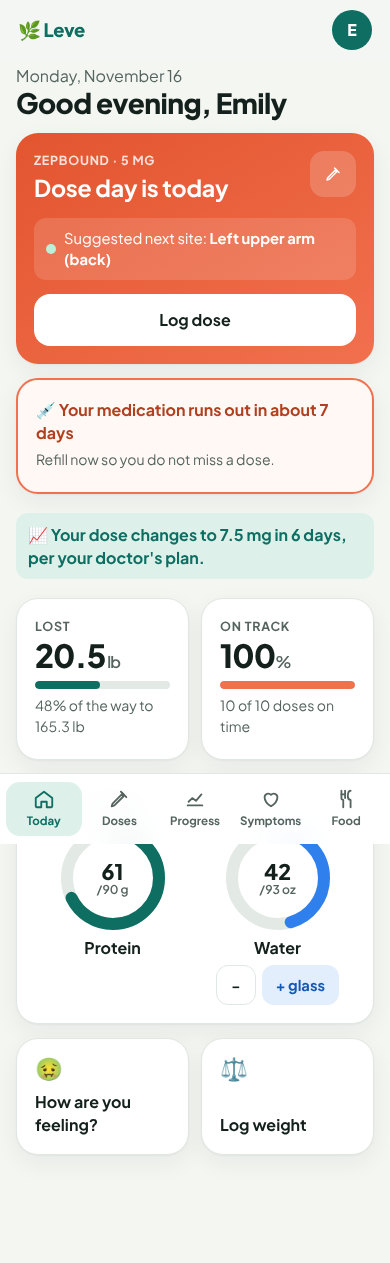 🌿 Leve
E
Monday, November 16
Good evening, Emily
ZEPBOUND · 5 MG
Dose day is today
Suggested next site: Left upper arm
(back)
Log dose
💉 Your medication runs out in about 7
days
Refill now so you do not miss a dose.
📈 Your dose changes to 7.5 mg in 6 days,
per your doctor's plan.
LOST
20.5 lb
48% of the way to
165.3 lb
ON TRACK
100%
10 of 10 doses on
time
Today
Doses
Progress
Symptoms
Food
61
/90 g
Protein
42
/93 oz
Water
–
+ glass
🤢
How are you
feeling?
⚖️
Log weight